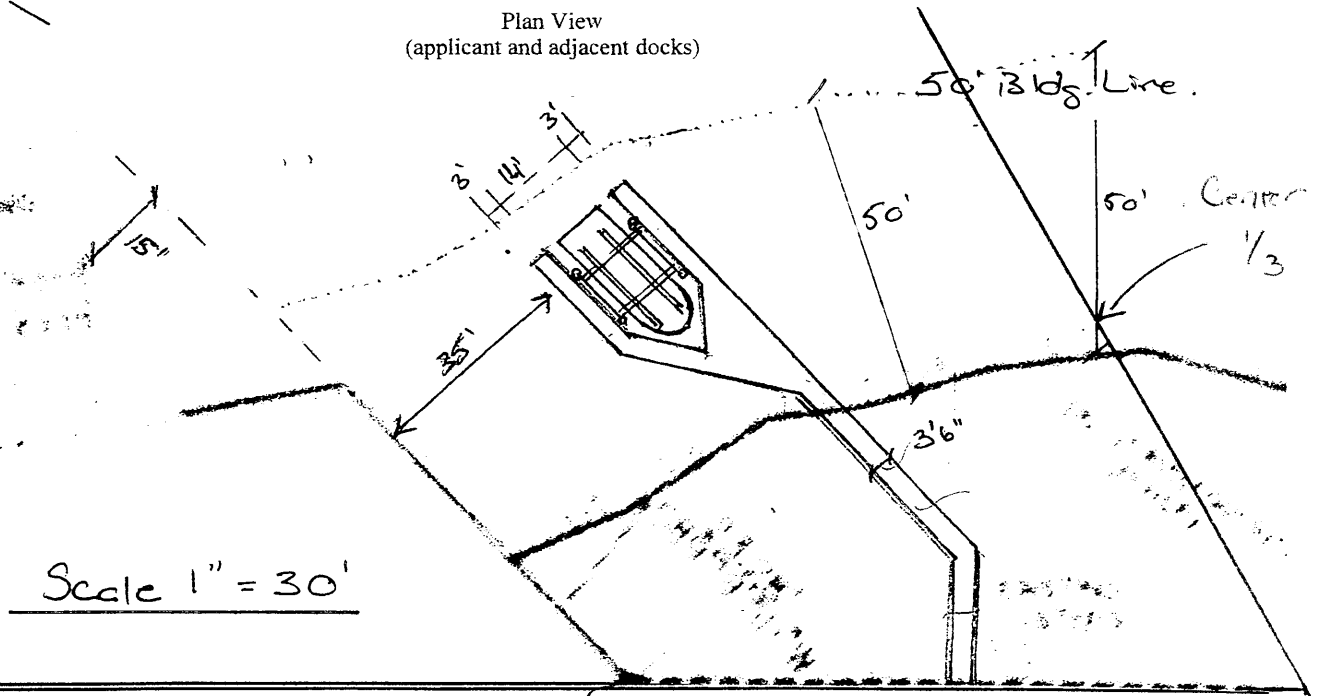 Plan View
(applicant and adjacent docks)
50' Bldg. Line.
3'
14'
3'
15'
50'
50'
Center
1/3
35'
3'6"
Scale 1" = 30'